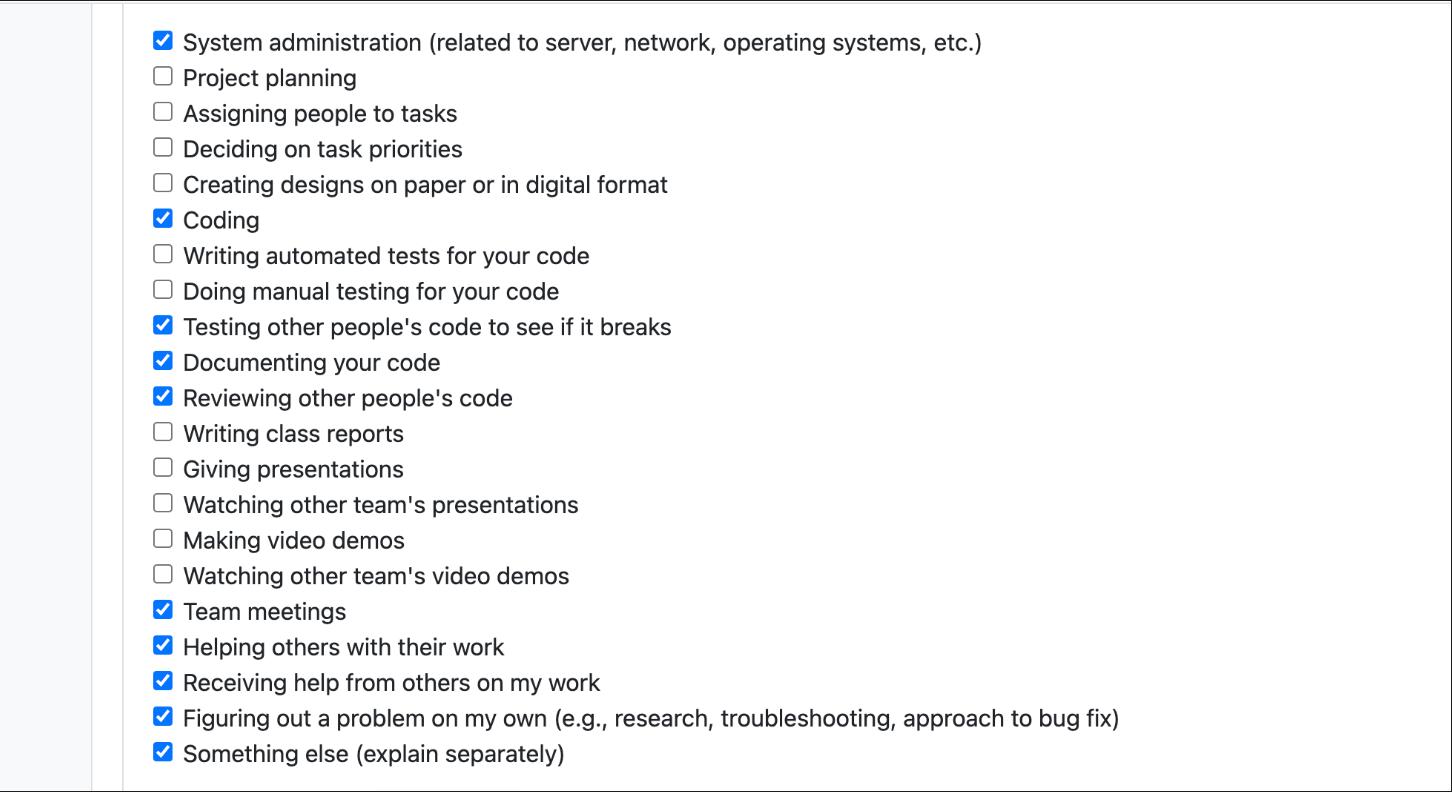 System administration (related to server, network, operating systems, etc.)
Project planning
Assigning people to tasks
Deciding on task priorities
Creating designs on paper or in digital format
Coding
Writing automated tests for your code
Doing manual testing for your code
Testing other people's code to see if it breaks
Documenting your code
Reviewing other people's code
Writing class reports
Giving presentations
Watching other team's presentations
Making video demos
Watching other team's video demos
Team meetings
Helping others with their work
Receiving help from others on my work
Figuring out a problem on my own (e.g., research, troubleshooting, approach to bug fix)
Something else (explain separately)